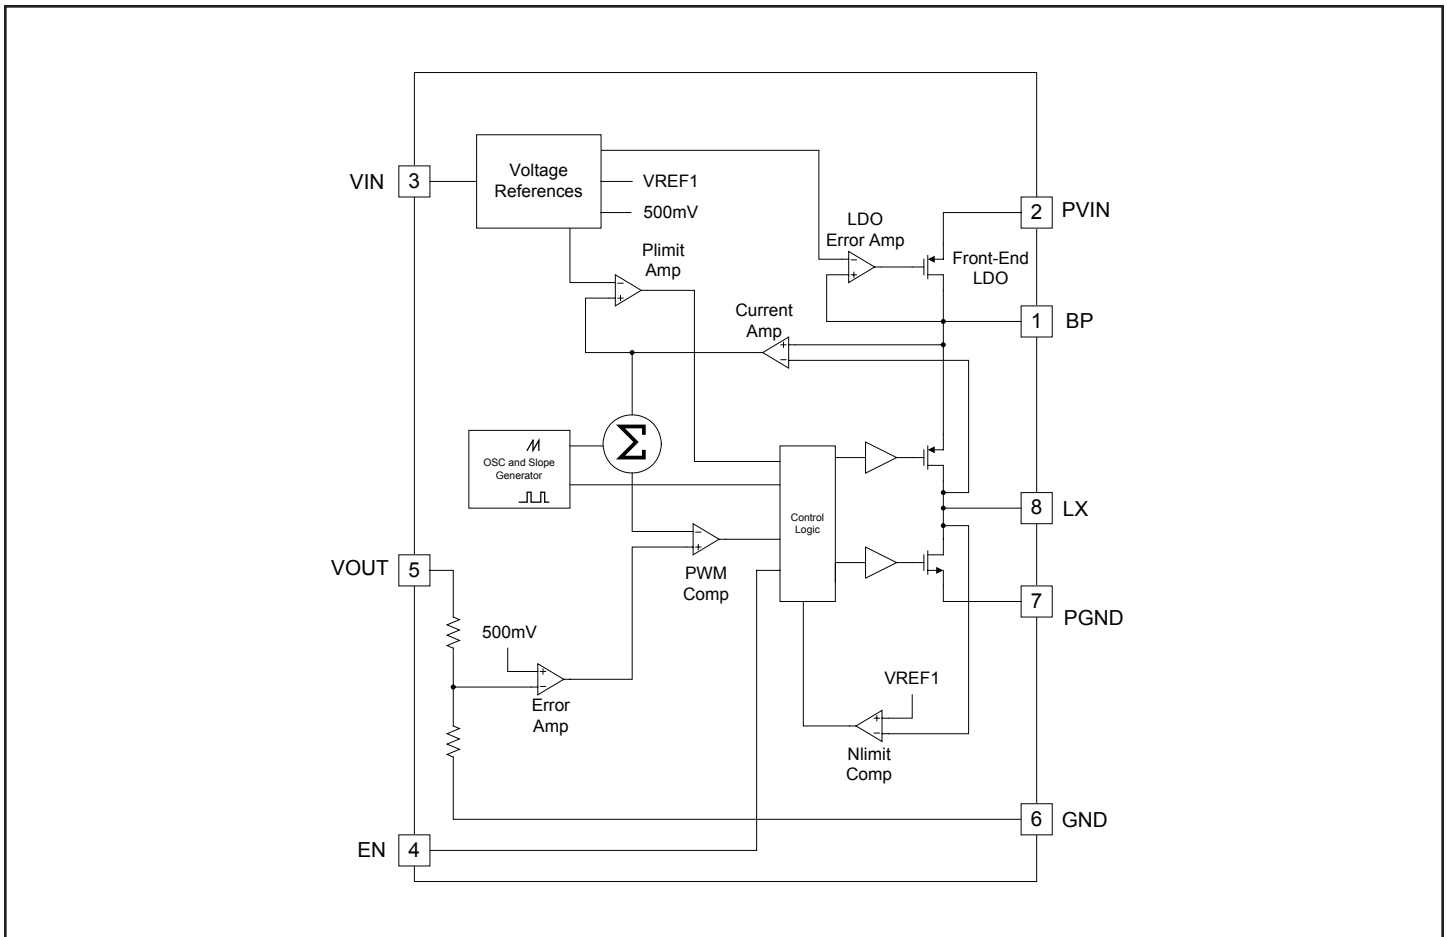 VIN
3
Voltage
References
VREF1
500mV
2
PVIN
LDO
Error Amp
Front-End
LDO
Plimit
Amp
1
BP
Current
Amp
+
−
−
+
−
+
Σ
OSC and Slope
Generator
Control
Logic
8
LX
−
+
PWM
Comp
VOUT
5
7
PGND
500mV
+
−
Error
Amp
VREF1
+
−
Nlimit
Comp
6
GND
EN
4